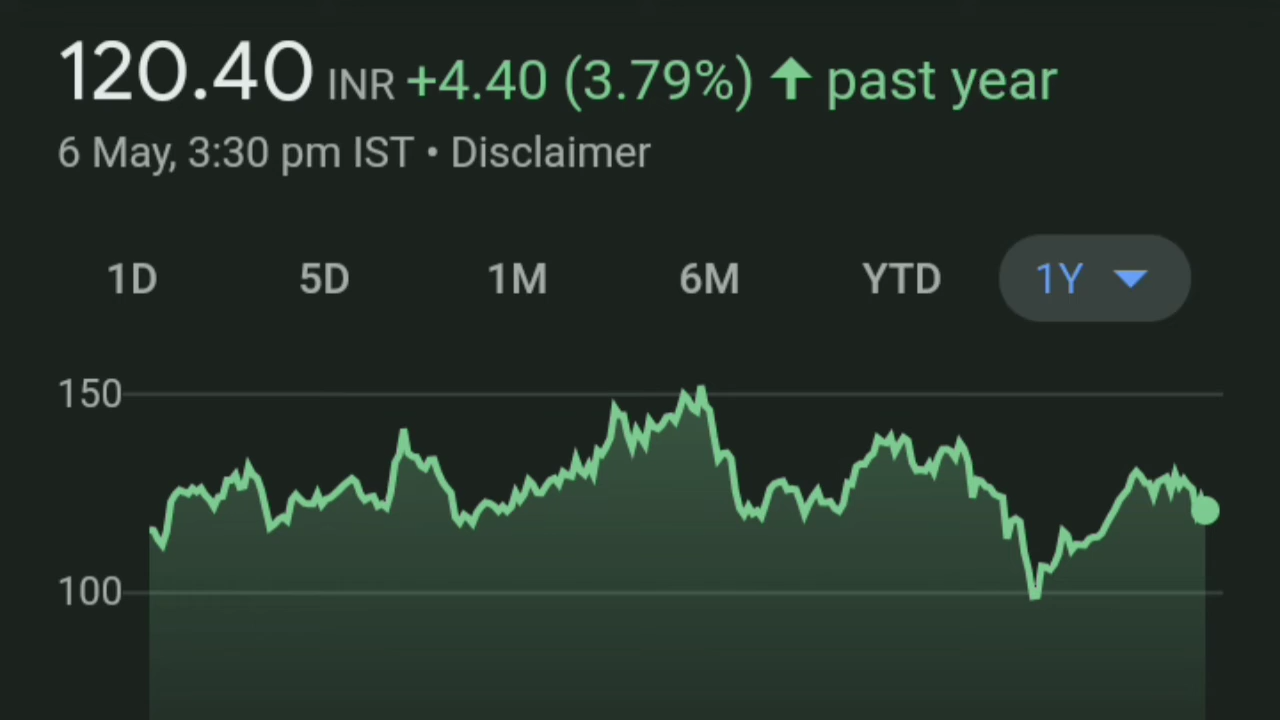 120.40 INR +4.40 (3.79%) ↑ past year
6 May, 3:30 pm IST • Disclaimer
1D 5D 1M 6M YTD 1Y
150
100